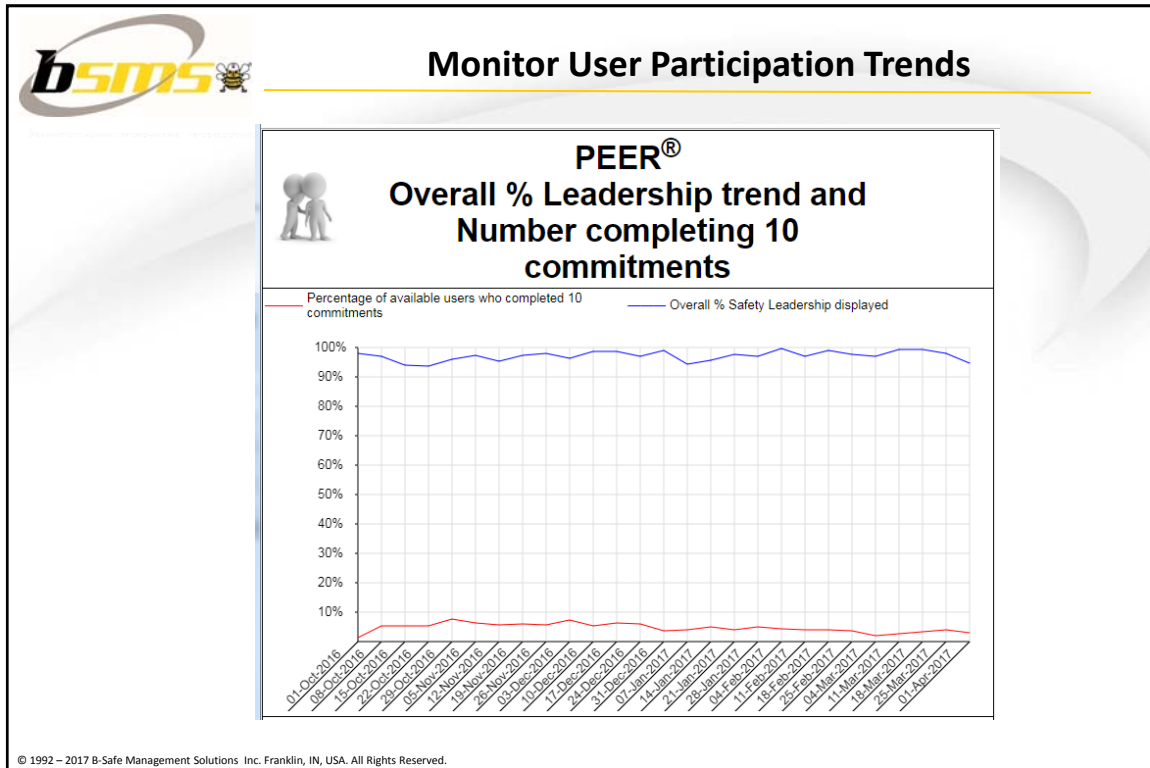 bsms
Monitor User Participation Trends
PEER®
Overall % Leadership trend and
Number completing 10
commitments
Percentage of available users who completed 10
commitments
Overall % Safety Leadership displayed
100%
90%
80%
70%
60%
50%
40%
30%
20%
10%
01-Oct-2016
08-Oct-2016
15-Oct-2016
22-Oct-2016
29-Oct-2016
05-Nov-2016
12-Nov-2016
19-Nov-2016
26-Nov-2016
03-Dec-2016
10-Dec-2016
17-Dec-2016
24-Dec-2016
31-Dec-2016
07-Jan-2017
14-Jan-2017
21-Jan-2017
28-Jan-2017
04-Feb-2017
11-Feb-2017
18-Feb-2017
25-Feb-2017
04-Mar-2017
11-Mar-2017
18-Mar-2017
25-Mar-2017
01-Apr-2017
© 1992 – 2017 B-Safe Management Solutions Inc. Franklin, IN, USA. All Rights Reserved.